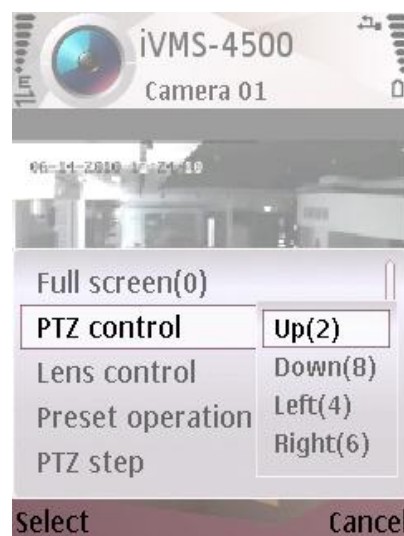 iVMS-4500
Camera 01
Full screen(0)
PTZ control
Up(2)
Lens control
Down(8)
Left(4)
Preset operation
Right(6)
PTZ step
Select
Cancel